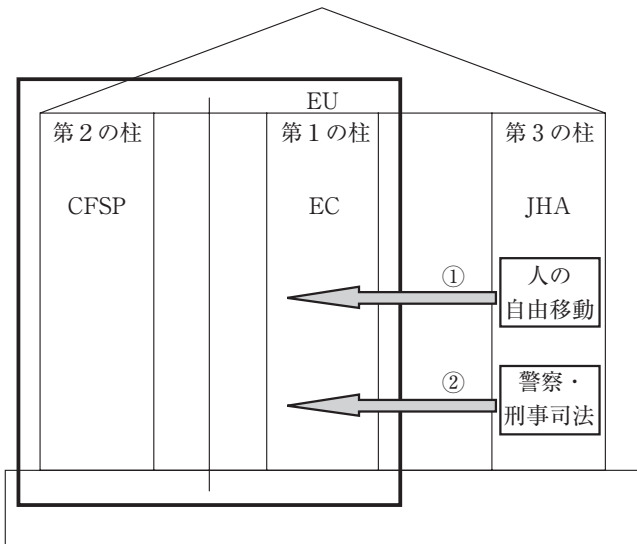 EU
第２の柱
第１の柱
第３の柱
CFSP
EC
JHA
①
人の
自由移動
②
警察・
刑事司法